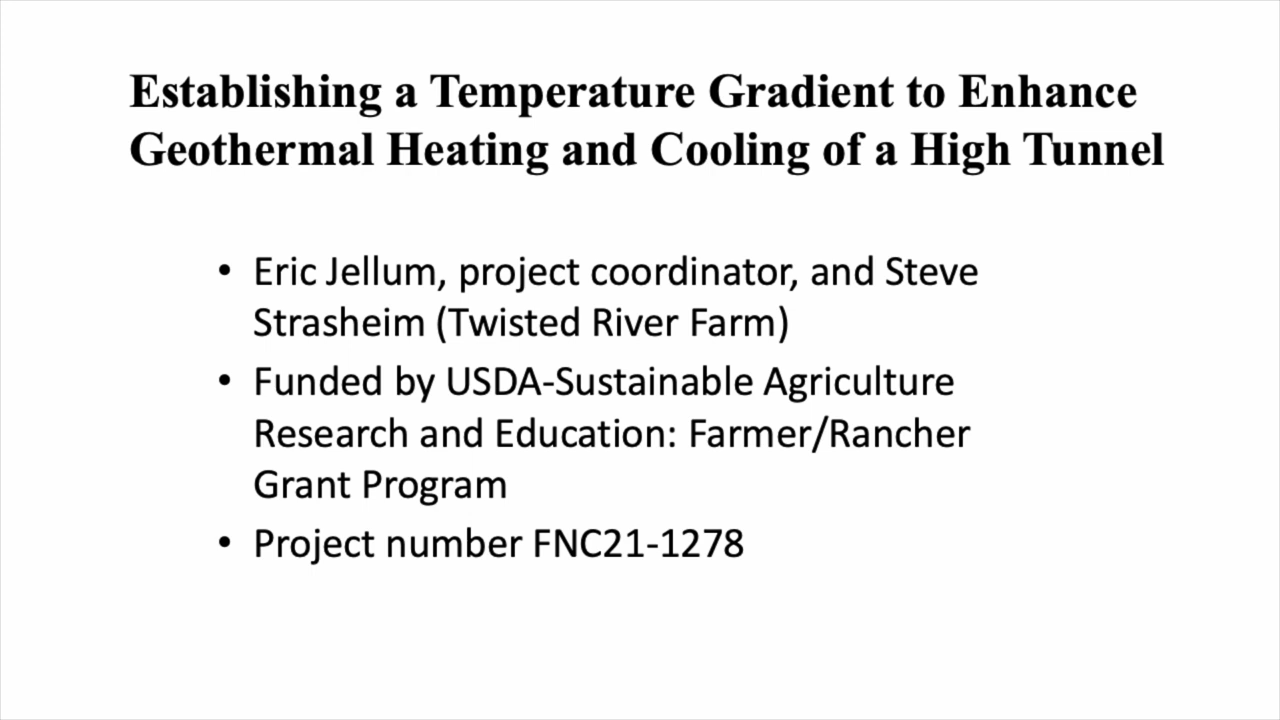 Establishing a Temperature Gradient to Enhance
Geothermal Heating and Cooling of a High Tunnel
• Eric Jellum, project coordinator, and Steve
Strasheim (Twisted River Farm)
• Funded by USDA-Sustainable Agriculture
Research and Education: Farmer/Rancher
Grant Program
• Project number FNC21-1278